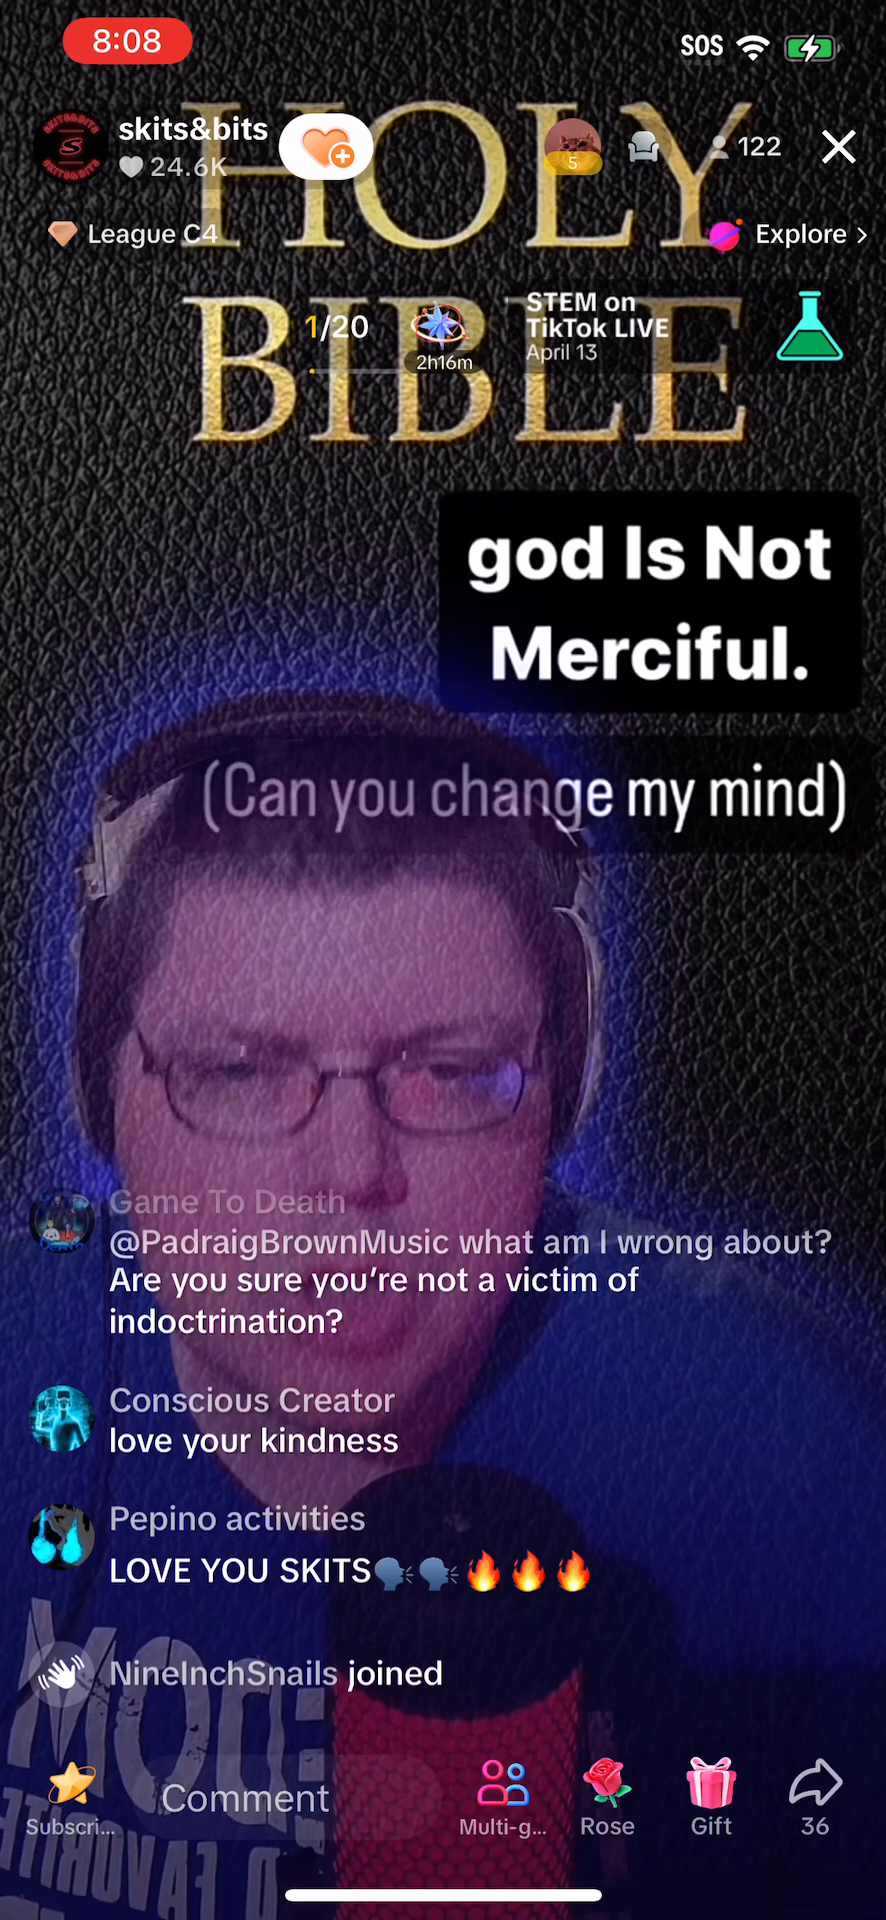 8:08
SOS
HOLY
skits&bits
24.6K
5
122
League C4
Explore >
BIBLE
1/20
2h16m
STEM on
TikTok LIVE
April 13
god Is Not
Merciful.
(Can you change my mind)
Game To Death
@PadraigBrownMusic what am I wrong about?
Are you sure you're not a victim of
indoctrination?
Conscious Creator
love your kindness
Pepino activities
LOVE YOU SKITS🗣️🗣️🔥🔥🔥
NineInchSnails joined
Subscri...
Comment
Multi-g...
Rose
Gift
36